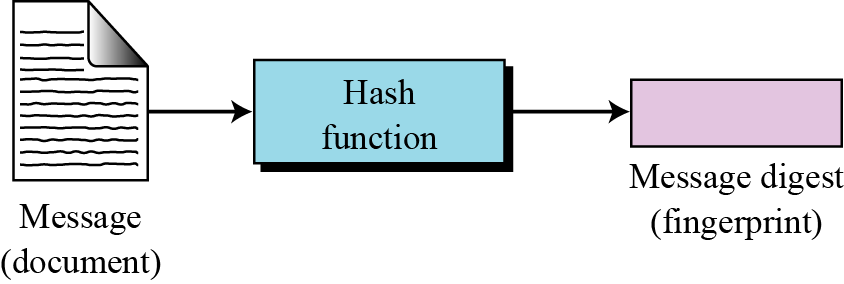 Hash
function
Message
(document)
Message digest
(fingerprint)